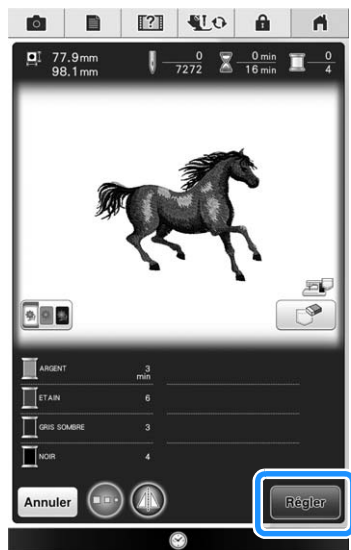 77.9mm
98.1mm
0
7272
0 min
16 min
0
4
ARGENT 3 min
ETAIN 6
GRIS SOMBRE 3
NOIR 4
Annuler
Régler